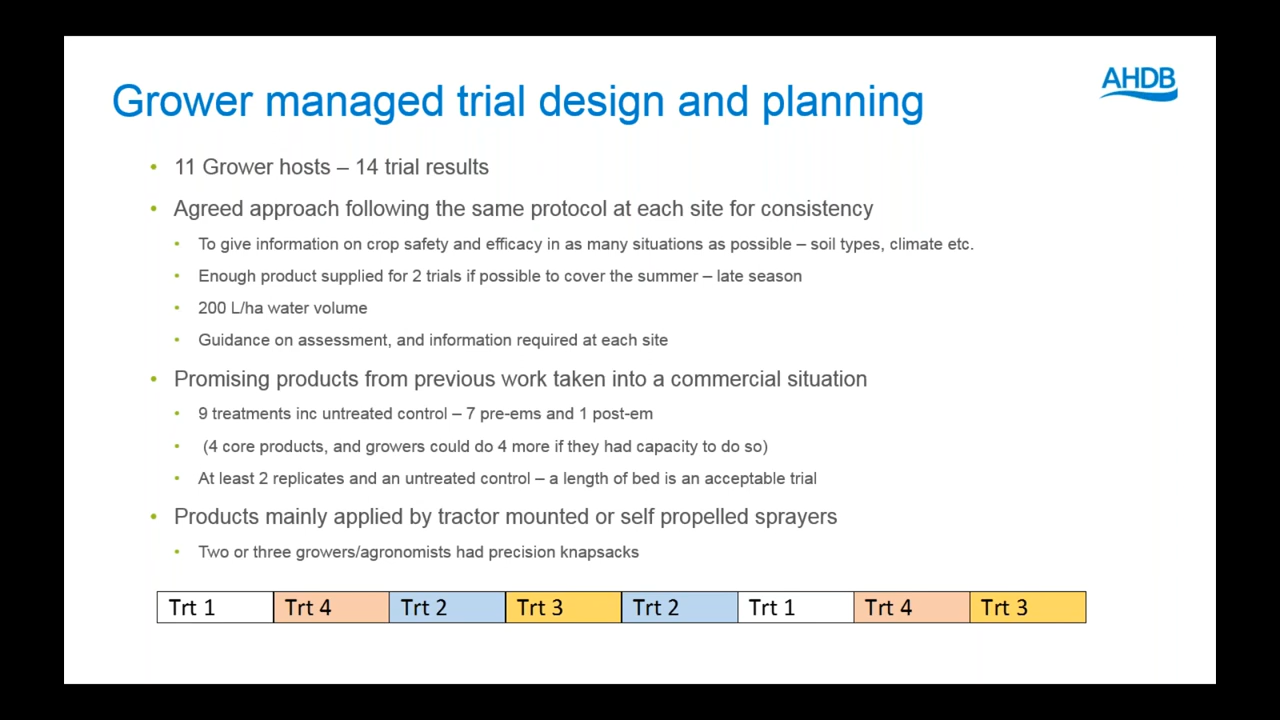 AHDB
Grower managed trial design and planning
• 11 Grower hosts – 14 trial results
• Agreed approach following the same protocol at each site for consistency
• To give information on crop safety and efficacy in as many situations as possible – soil types, climate etc.
• Enough product supplied for 2 trials if possible to cover the summer – late season
• 200 L/ha water volume
• Guidance on assessment, and information required at each site
• Promising products from previous work taken into a commercial situation
• 9 treatments inc untreated control – 7 pre-ems and 1 post-em
• (4 core products, and growers could do 4 more if they had capacity to do so)
• At least 2 replicates and an untreated control – a length of bed is an acceptable trial
• Products mainly applied by tractor mounted or self propelled sprayers
• Two or three growers/agronomists had precision knapsacks
Trt 1 Trt 4 Trt 2 Trt 3 Trt 2 Trt 1 Trt 4 Trt 3